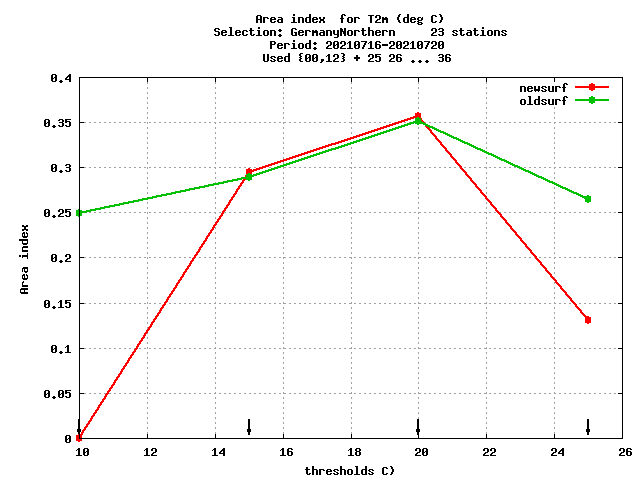 Area index  for T2m (deg C)
Selection: GermanyNorthern     23 stations
Period: 20210716-20210720
Used {00,12} + 25 26 ... 36
newsurf
oldsurf
0.4
0.35
0.3
0.25
0.2
0.15
0.1
0.05
0
Area index
10 12 14 16 18 20 22 24 26
thresholds C)